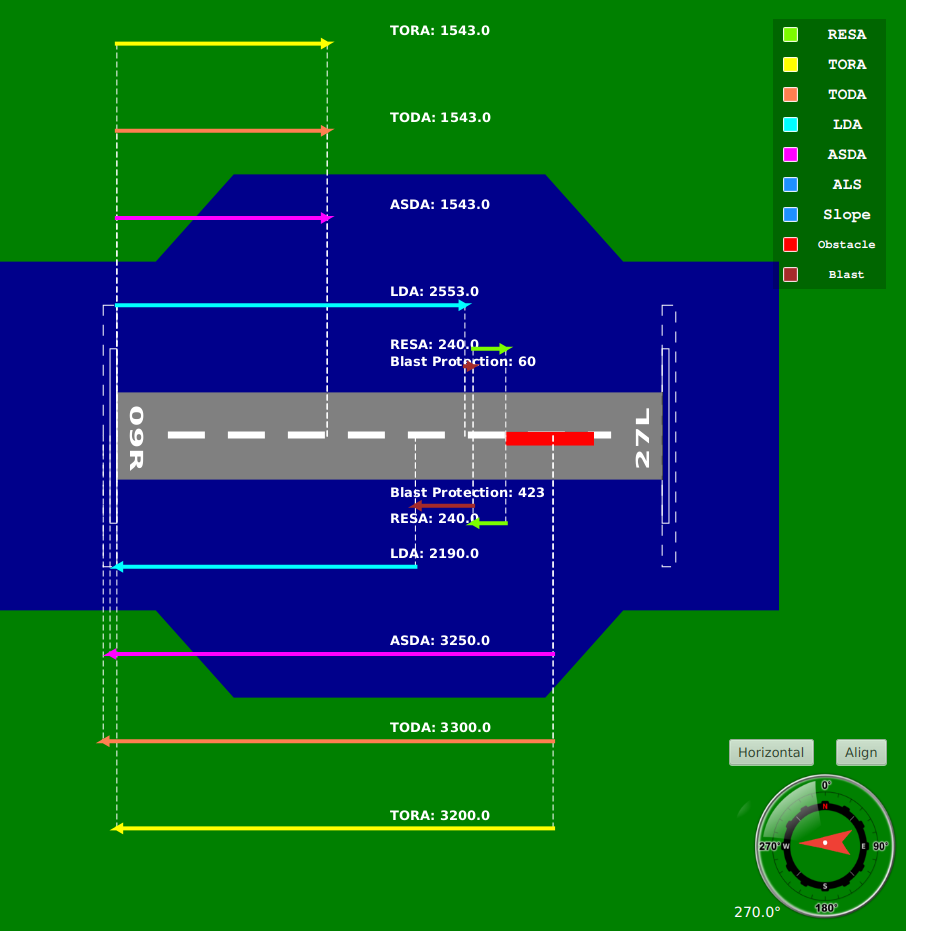 TORA: 1543.0
TODA: 1543.0
ASDA: 1543.0
LDA: 2553.0
RESA: 240.0
Blast Protection: 60
09R
27L
Blast Protection: 423
RESA: 240.0
LDA: 2190.0
ASDA: 3250.0
TODA: 3300.0
TORA: 3200.0
RESA
TORA
TODA
LDA
ASDA
ALS
Slope
Obstacle
Blast
Horizontal
Align
0°
N
270°
W
E
90°
S
180°
270.0°